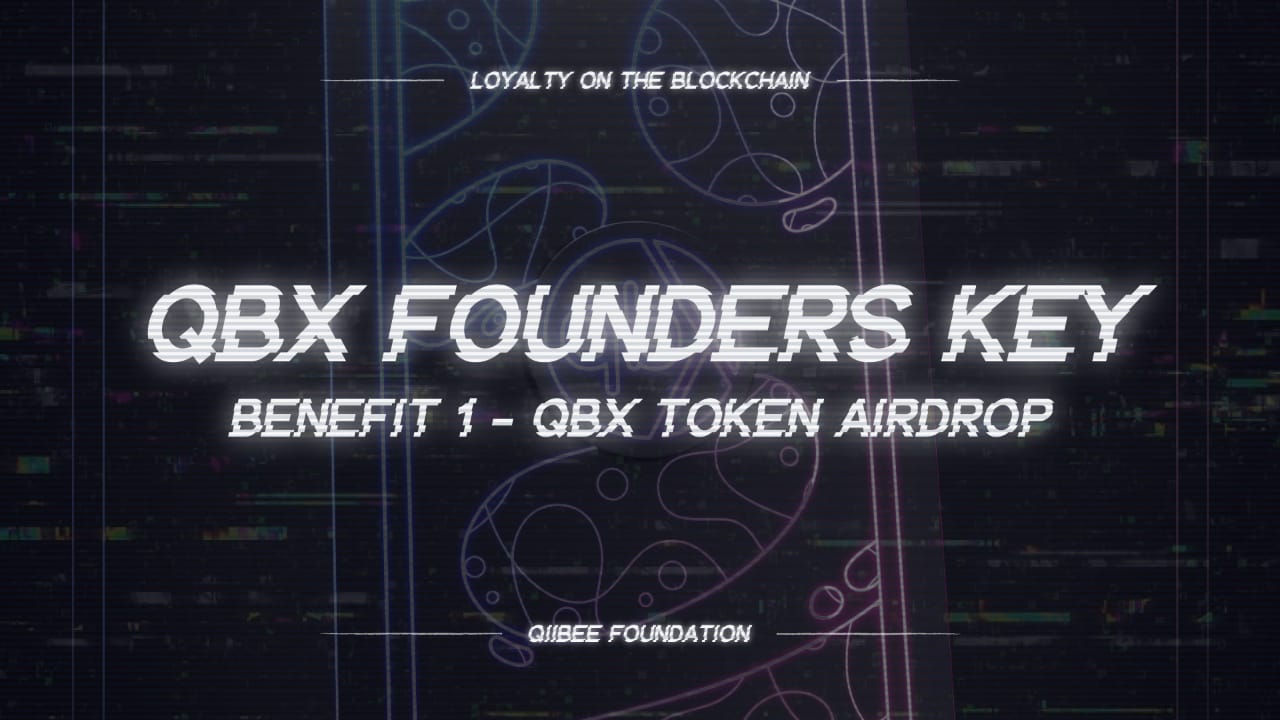 LOYALTY ON THE BLOCKCHAIN
QBX FOUNDERS KEY
BENEFIT 1 - QBX TOKEN AIRDROP
QIIBEE FOUNDATION